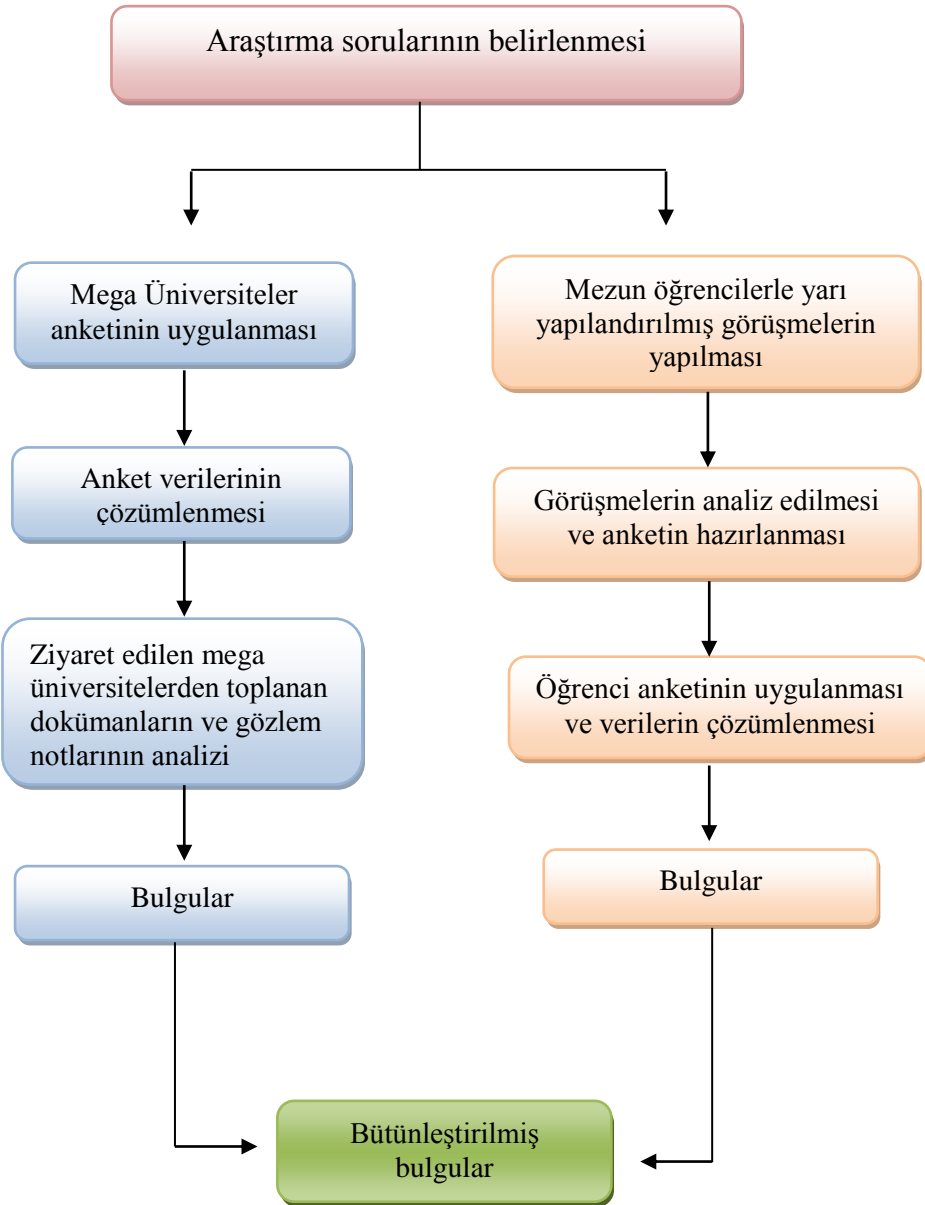 Araştırma sorularının belirlenmesi
Mega Üniversiteler
anketinin uygulanması
Mezun öğrencilerle yarı
yapılandırılmış görüşmelerin
yapılması
Anket verilerinin
çözümlenmesi
Görüşmelerin analiz edilmesi
ve anketin hazırlanması
Ziyaret edilen mega
üniversitelerden toplanan
dokümanların ve gözlem
notlarının analizi
Öğrenci anketinin uygulanması
ve verilerin çözümlenmesi
Bulgular
Bulgular
Bütünleştirilmiş
bulgular